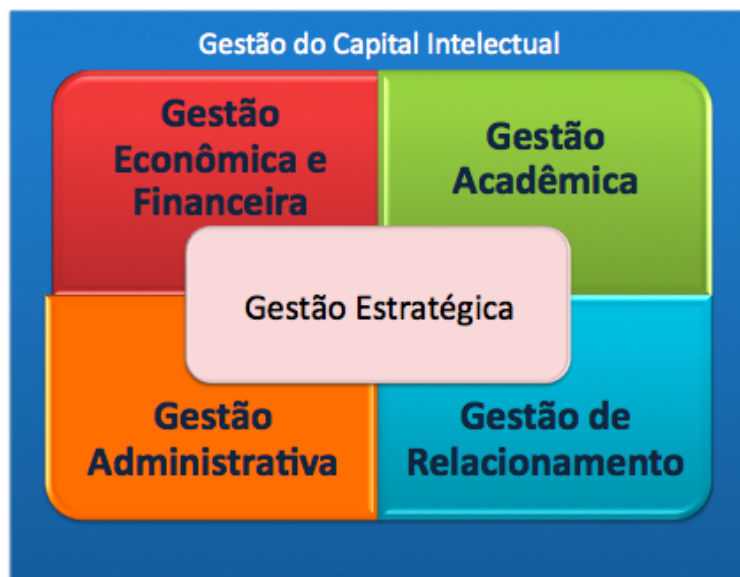 Gestão do Capital Intelectual
Gestão
Econômica e
Financeira
Gestão
Acadêmica
Gestão Estratégica
Gestão
Administrativa
Gestão de
Relacionamento